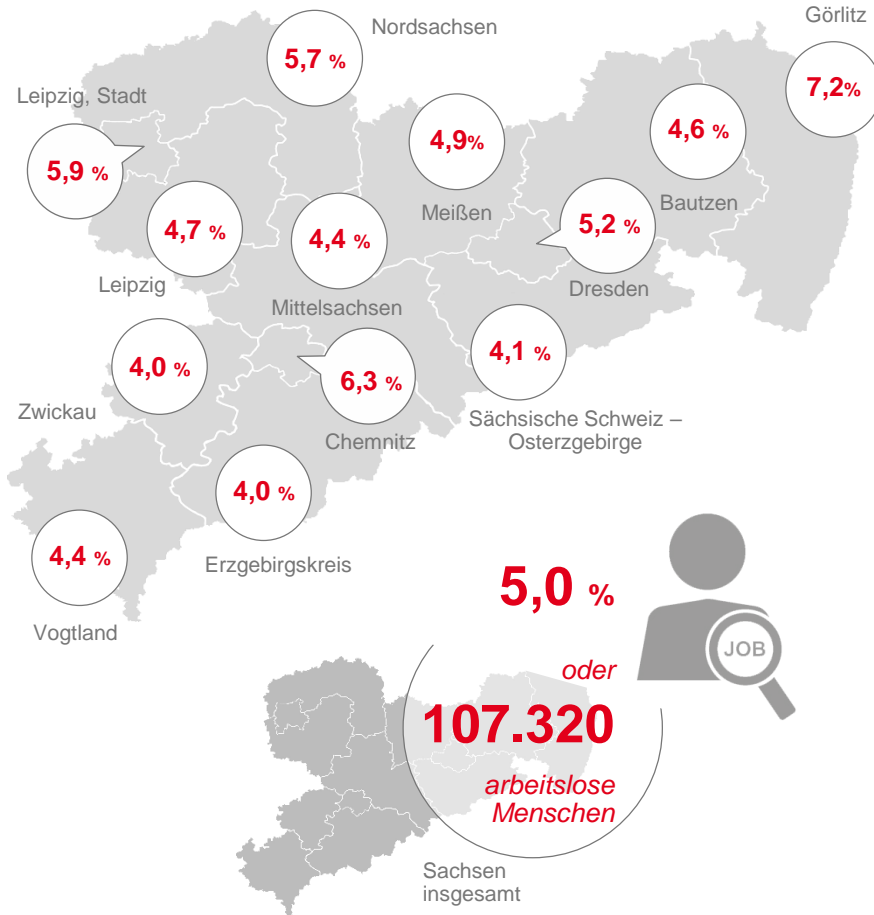 Görlitz
7,2%
Nordsachsen
5,7 %
Leipzig, Stadt
5,9 %
4,9%
Meißen
4,6 %
Bautzen
4,7 %
Leipzig
4,4 %
Mittelsachsen
5,2 %
Dresden
4,0 %
Zwickau
6,3 %
Chemnitz
4,1 %
Sächsische Schweiz –
Osterzgebirge
4,0 %
Erzgebirgskreis
4,4 %
Vogtland
5,0 %
oder
107.320
arbeitslose
Menschen
JOB
Sachsen
insgesamt